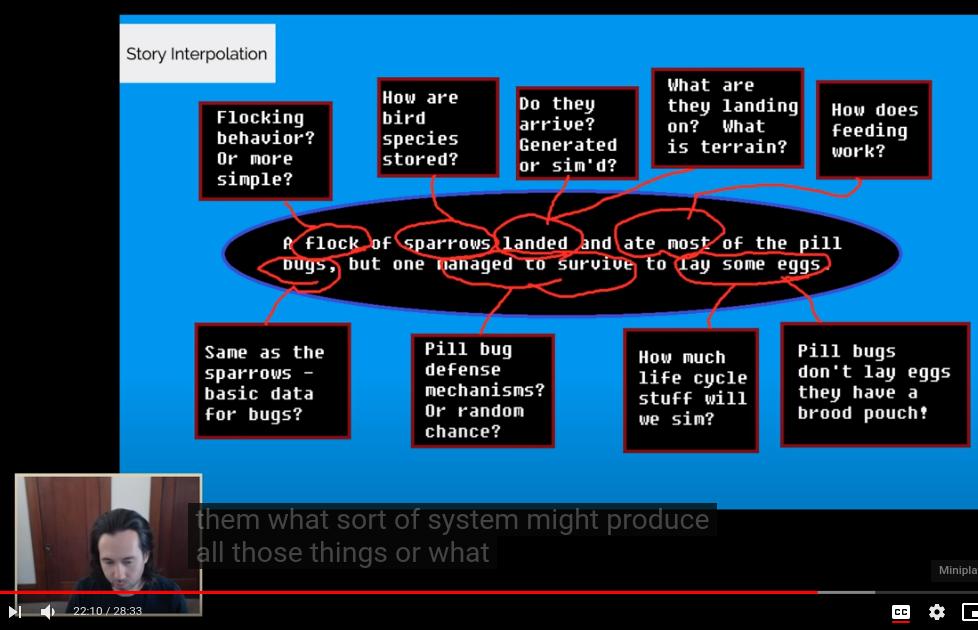 Story Interpolation
Flocking
behavior?
Or more
simple?
How are
bird
species
stored?
Do they
arrive?
Generated
or sim'd?
What are
they landing
on? What
is terrain?
How does
feeding
work?
A flock of sparrows landed and ate most of the pill
bugs, but one managed to survive to lay some eggs.
Same as the
sparrows -
basic data
for bugs?
Pill bug
defense
mechanisms?
Or random
chance?
How much
life cycle
stuff will
we sim?
Pill bugs
don't lay eggs
they have a
brood pouch!
them what sort of system might produce
all those things or what
Minipla
22:10 / 28:33
CC